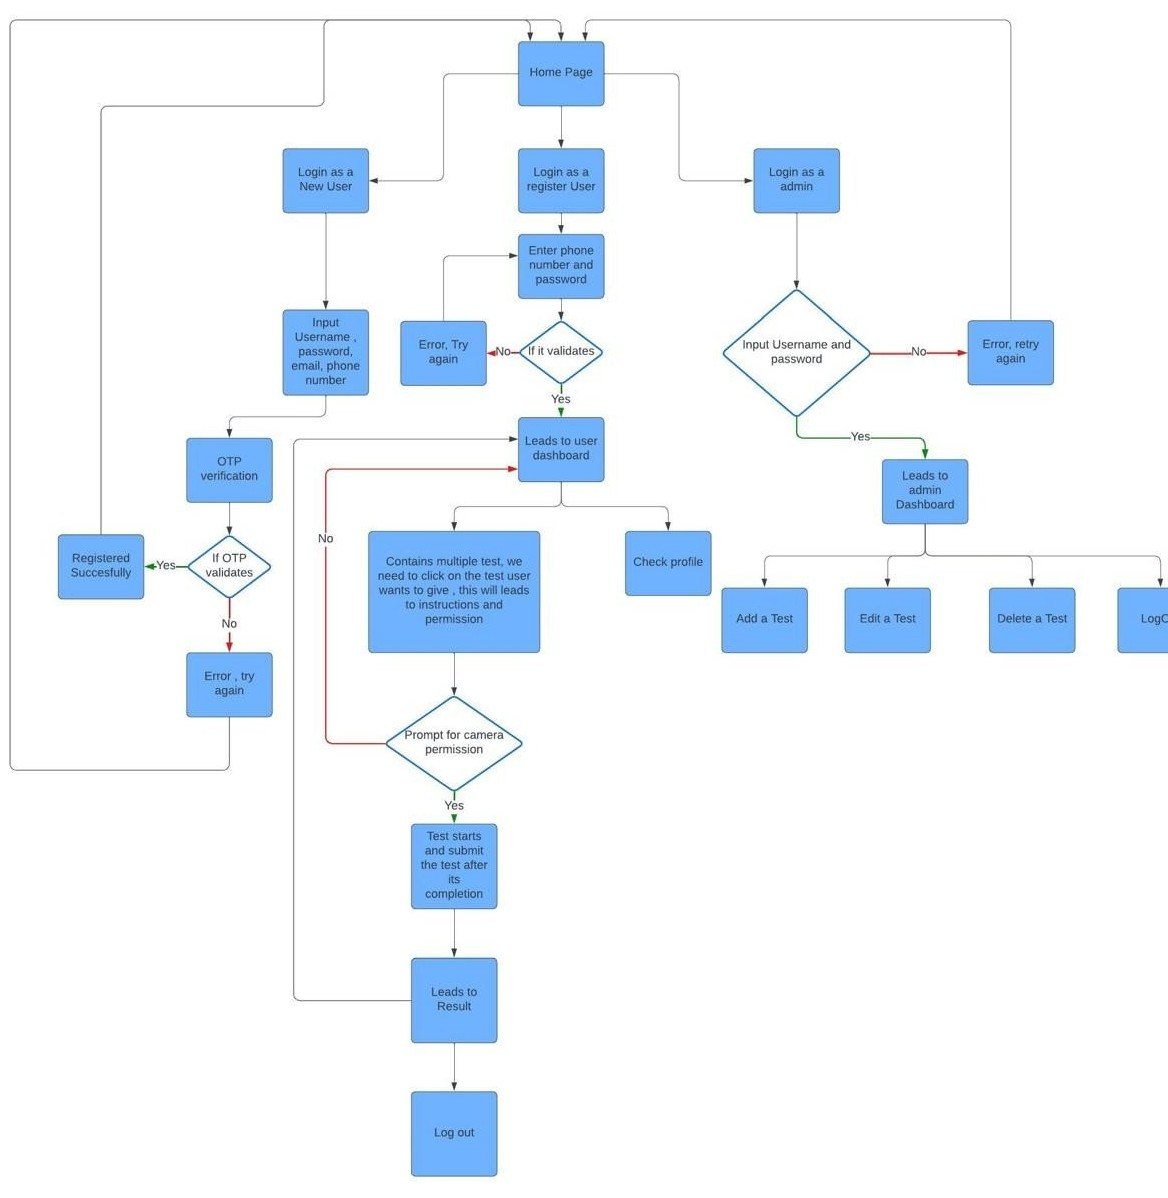 Home Page
Login as a
New User
Login as a
register User
Login as a
admin
Enter phone
number and
password
Input
Username ,
password,
email, phone
number
Error, Try
again
No
If it validates
Yes
Input Username and
password
No
Error, retry
again
Yes
Leads to user
dashboard
OTP
verification
Leads to
admin
Dashboard
No
Registered
Succesfully
Yes
If OTP
validates
No
Contains multiple test, we
need to click on the test user
wants to give , this will leads
to instructions and
permission
Check profile
Add a Test
Edit a Test
Delete a Test
LogO
Error , try
again
Prompt for camera
permission
Yes
Test starts
and submit
the test after
its
completion
Leads to
Result
Log out